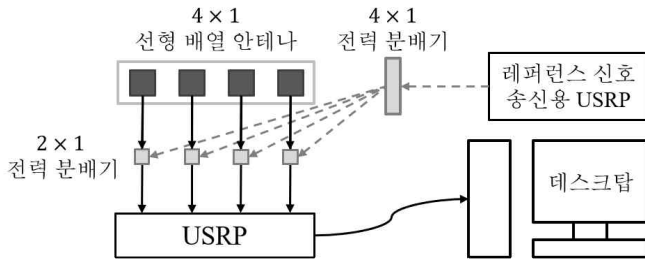 4 × 1
선형 배열 안테나
4 × 1
전력 분배기
레퍼런스 신호
송신용 USRP
2 × 1
전력 분배기
데스크탑
USRP